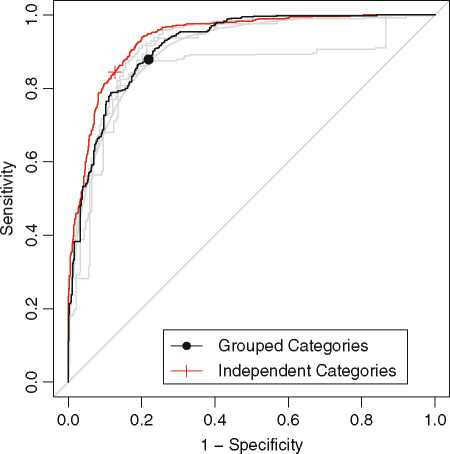 1.0
0.8
0.6
0.4
0.2
0.0
Sensitivity
Grouped Categories
Independent Categories
0.0 0.2 0.4 0.6 0.8 1.0
1 − Specificity